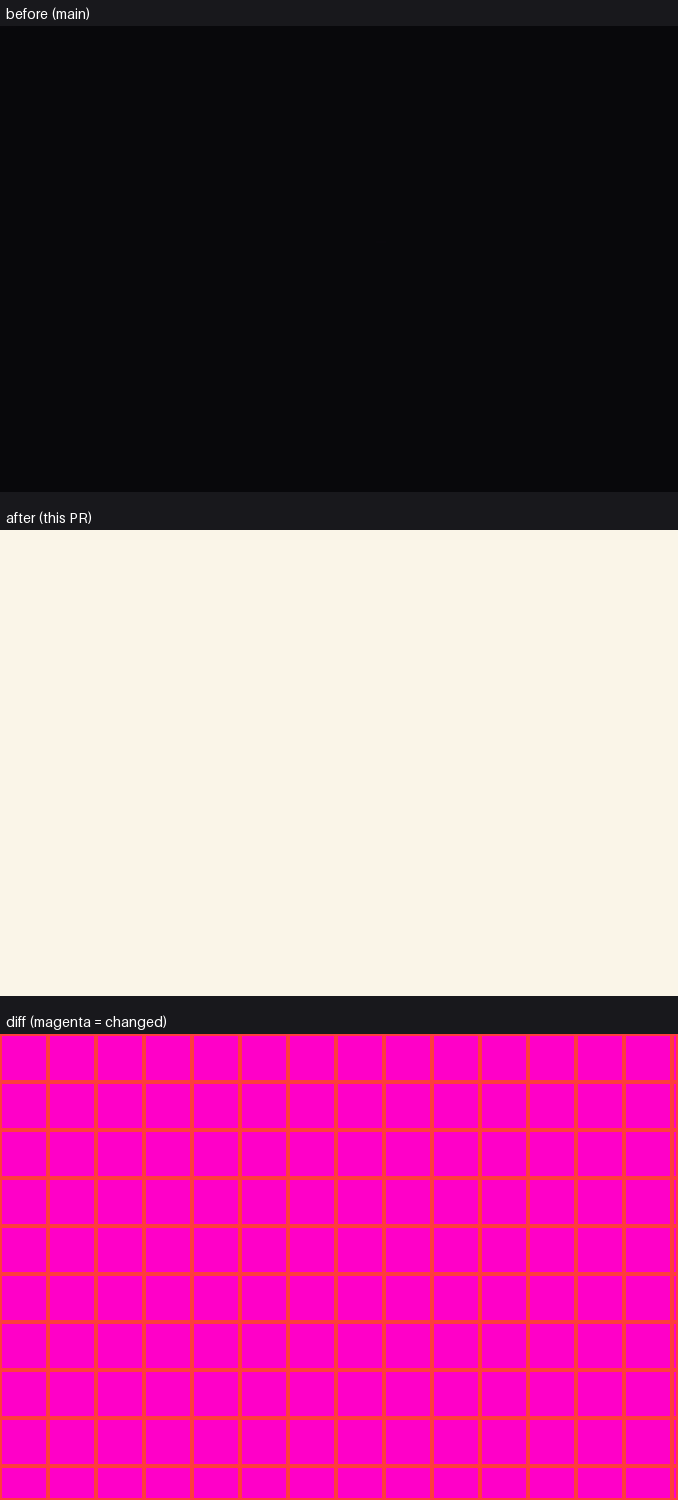 before (main)
after (this PR)
diff (magenta = changed)